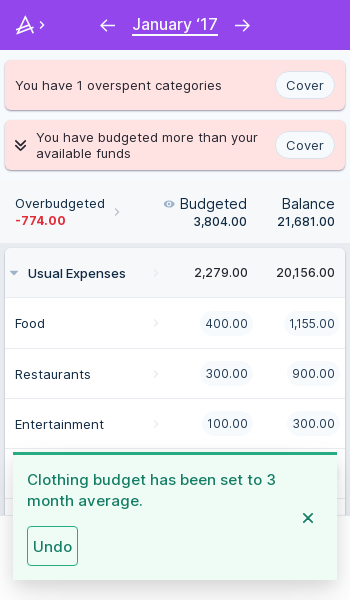 January ‘17
You have 1 overspent categories
Cover
You have budgeted more than your
available funds
Cover
Overbudgeted
-774.00
Budgeted
3,804.00
Balance
21,681.00
Usual Expenses 2,279.00 20,156.00
Food 400.00 1,155.00
Restaurants 300.00 900.00
Entertainment 100.00 300.00
Clothing budget has been set to 3
month average.
Undo